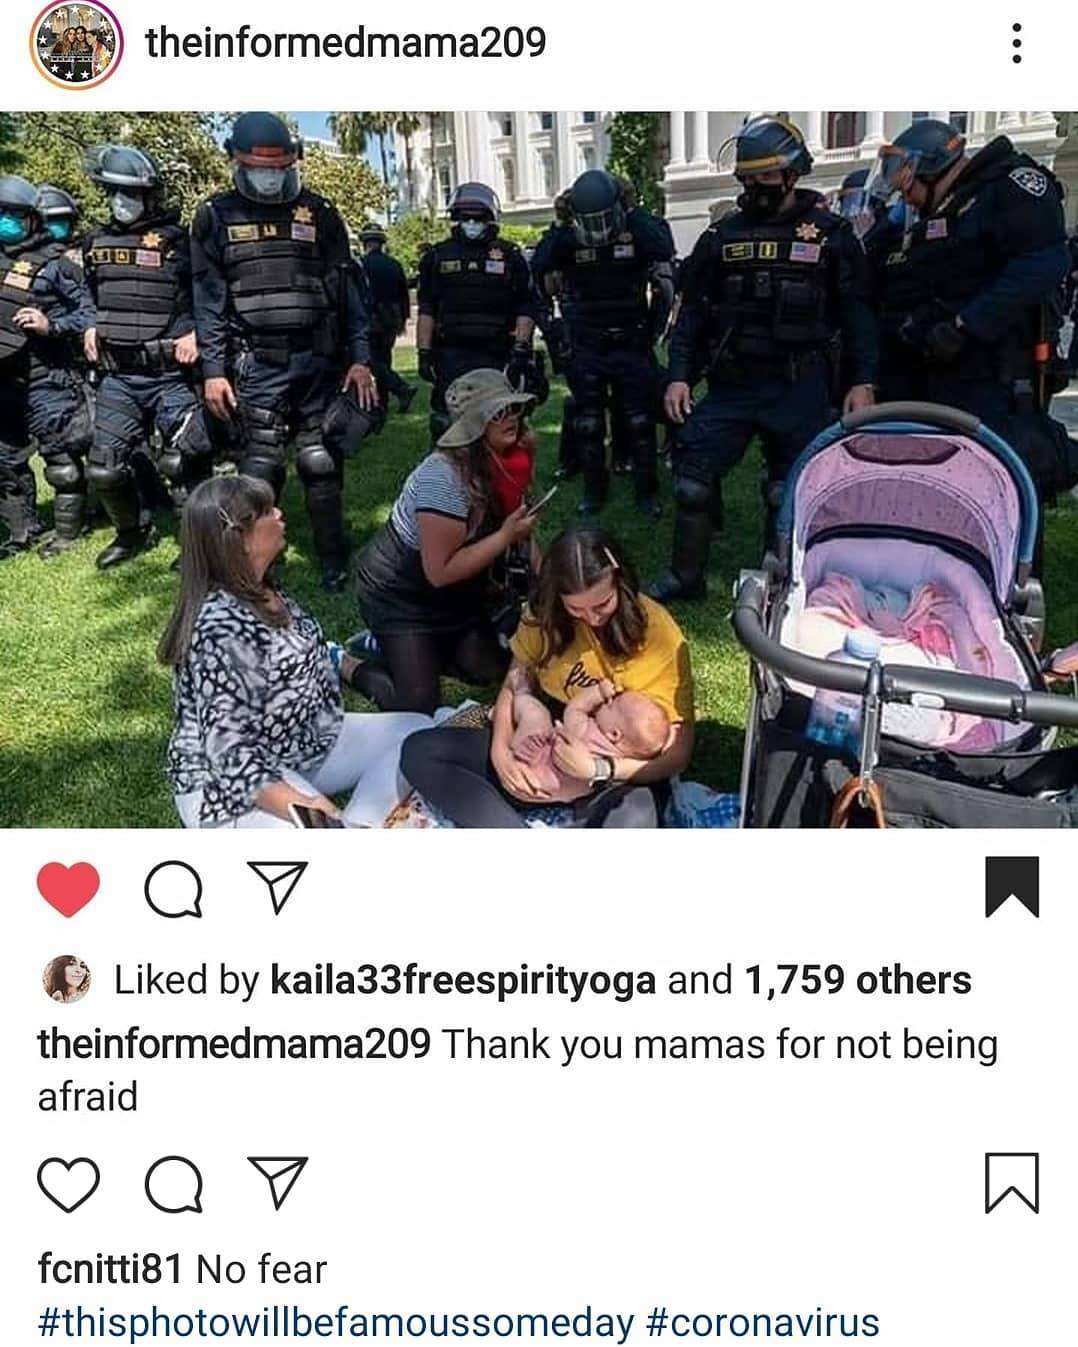 theinformedmama209
Liked by kaila33freespirityoga and 1,759 others
theinformedmama209 Thank you mamas for not being
afraid
fcnitti81 No fear
#thisphotowillbefamoussomeday #coronavirus